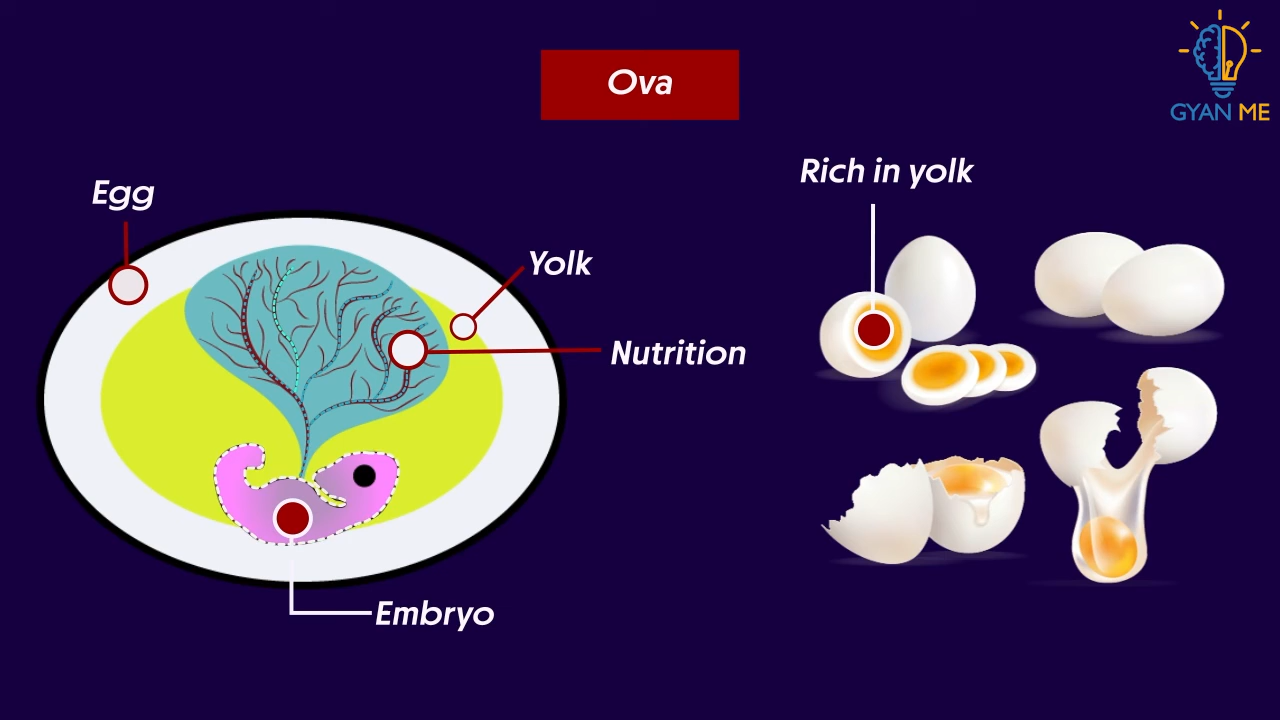 Ova
GYAN ME
Egg
Rich in yolk
Yolk
Nutrition
Embryo